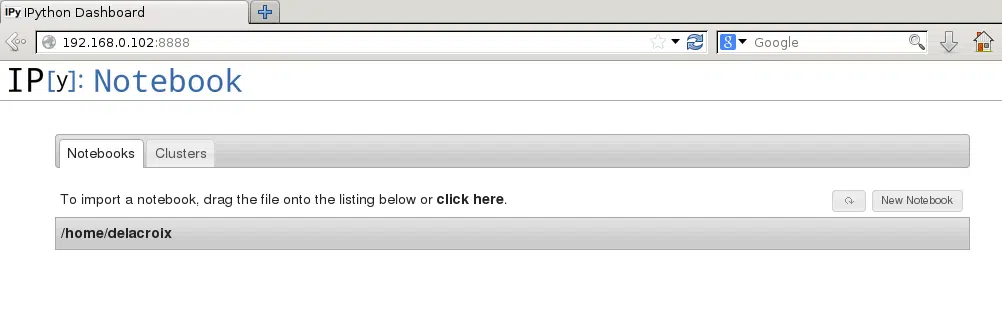 IPy IPython Dashboard
192.168.0.102:8888
Google
IP[y]: Notebook
Notebooks Clusters
To import a notebook, drag the file onto the listing below or click here.
New Notebook
/home/delacroix